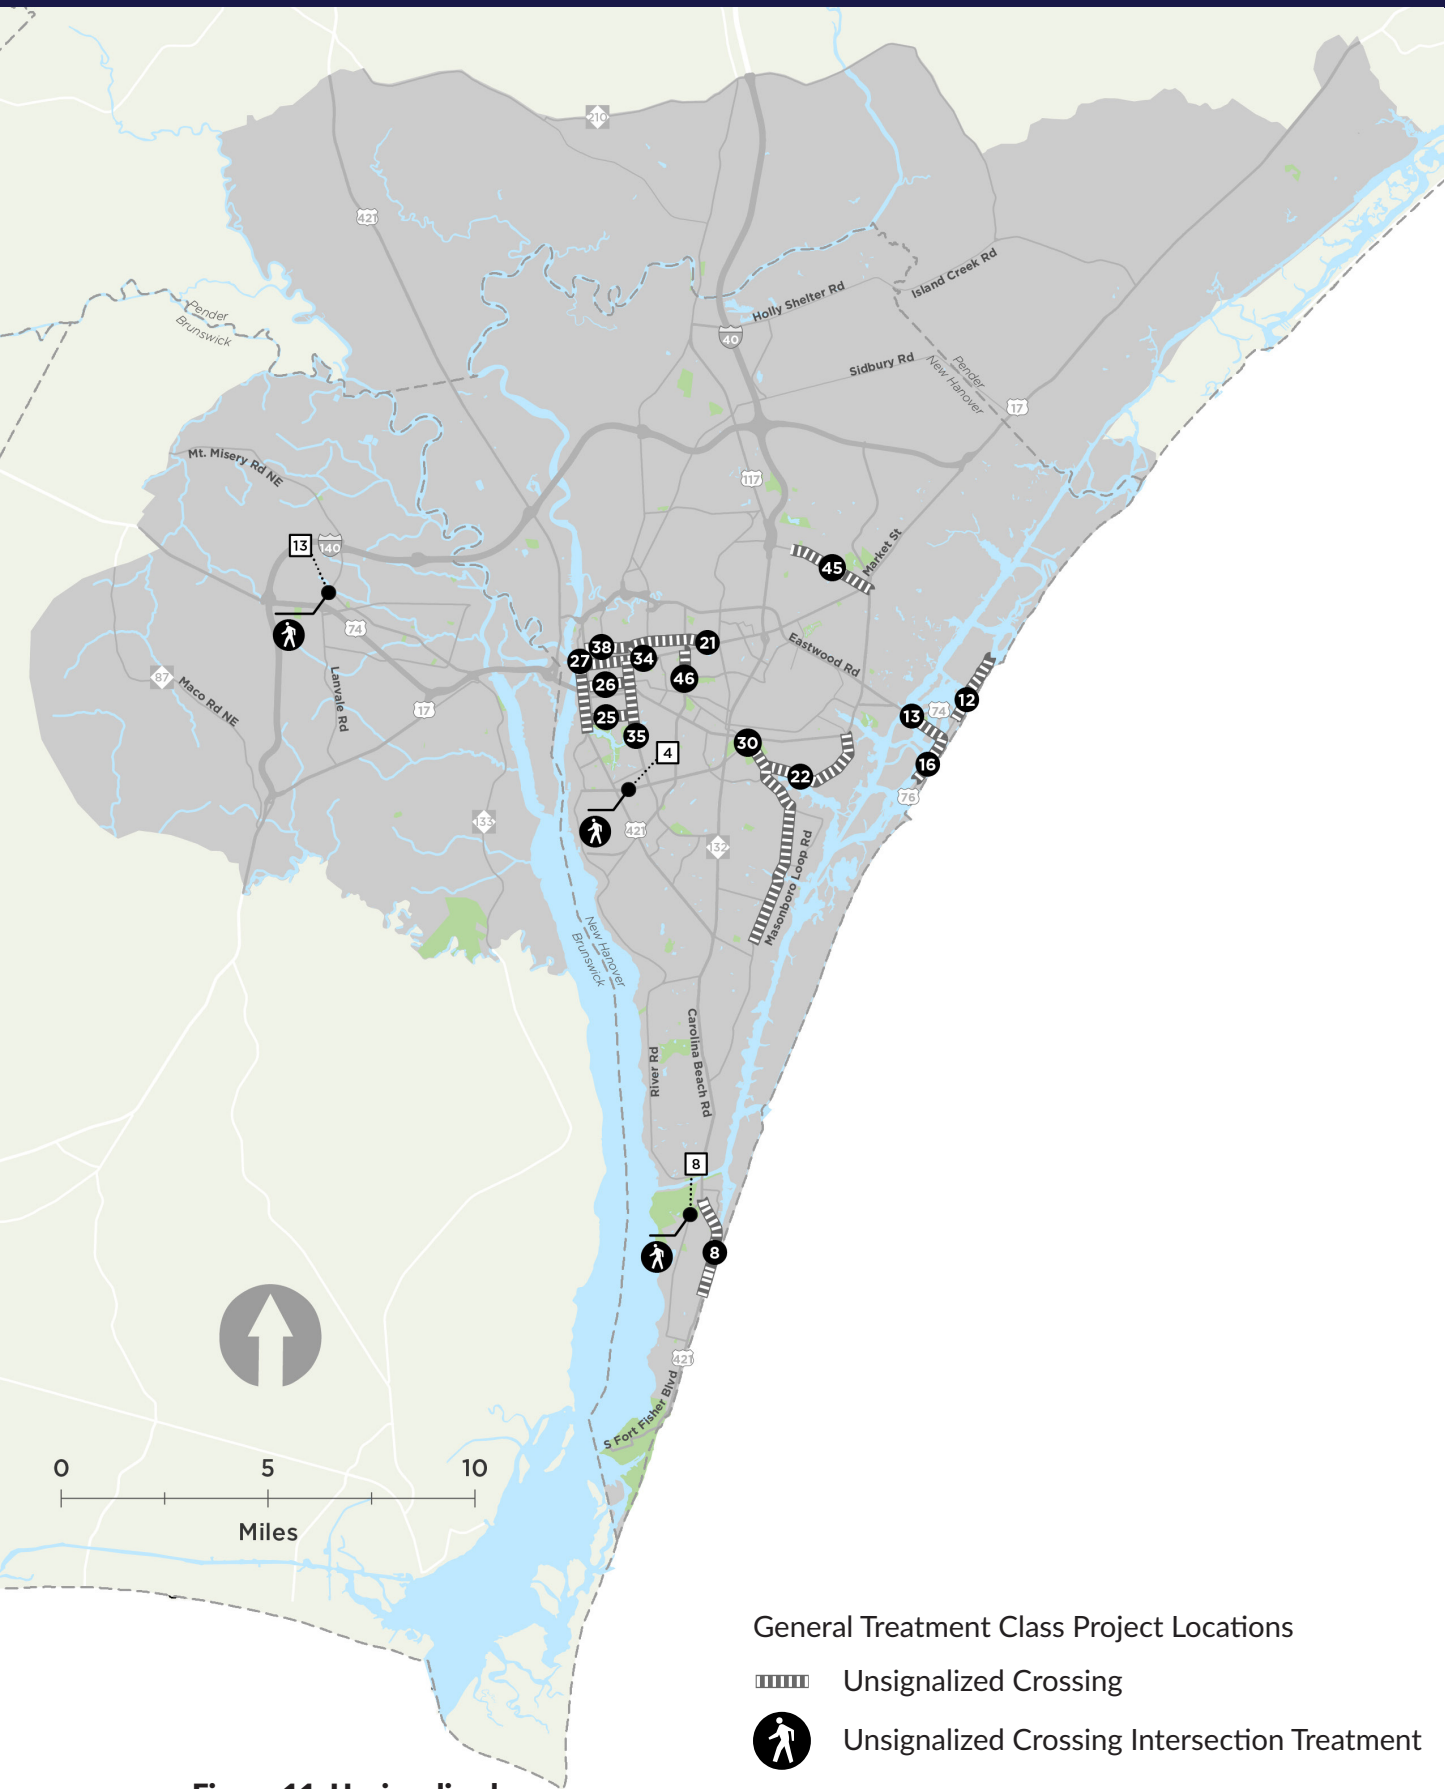 210
421
Pender
Brunswick
Holly Shelter Rd
Island Creek Rd
40
Sidbury Rd
Pender
New Hanover
17
Mt. Misery Rd NE
117
13
140
Market St
45
74
38
21
27
34
Eastwood Rd
87
Maco Rd NE
Lanvale Rd
26
46
17
12
13
74
25
35
30
4
16
22
76
133
421
132
Masonboro Loop Rd
New Hanover
Brunswick
River Rd
Carolina Beach Rd
8
8
421
S Fort Fisher Blvd
0 5 10
Miles
General Treatment Class Project Locations
Unsignalized Crossing
Unsignalized Crossing Intersection Treatment